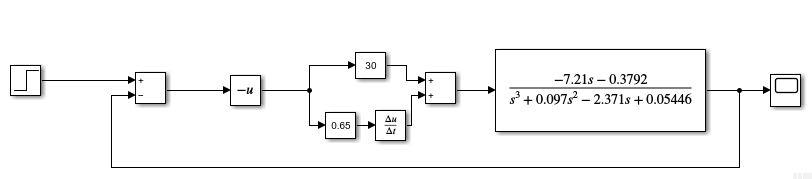 +
−
−u
30
0.65
Δu
Δt
+
+
−7.21s − 0.3792
s³ + 0.097s² − 2.371s + 0.05446